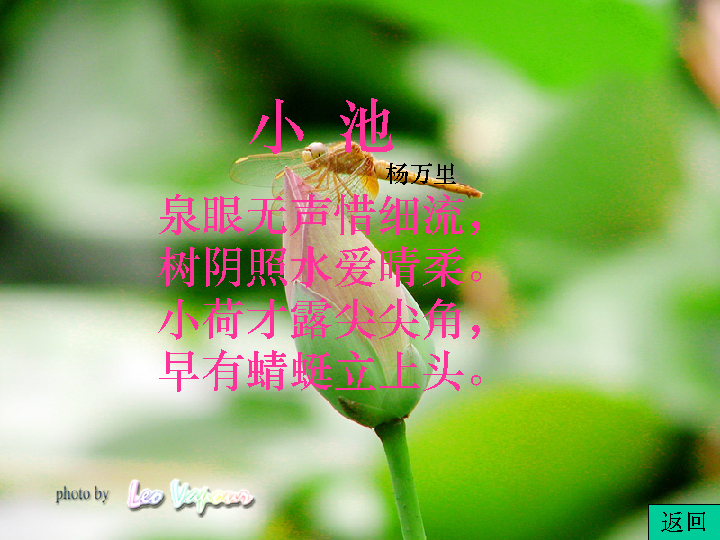 小 池
杨万里
泉眼无声惜细流，
树阴照水爱晴柔。
小荷才露尖尖角，
早有蜻蜓立上头。
photo by Leo Vapour
返回